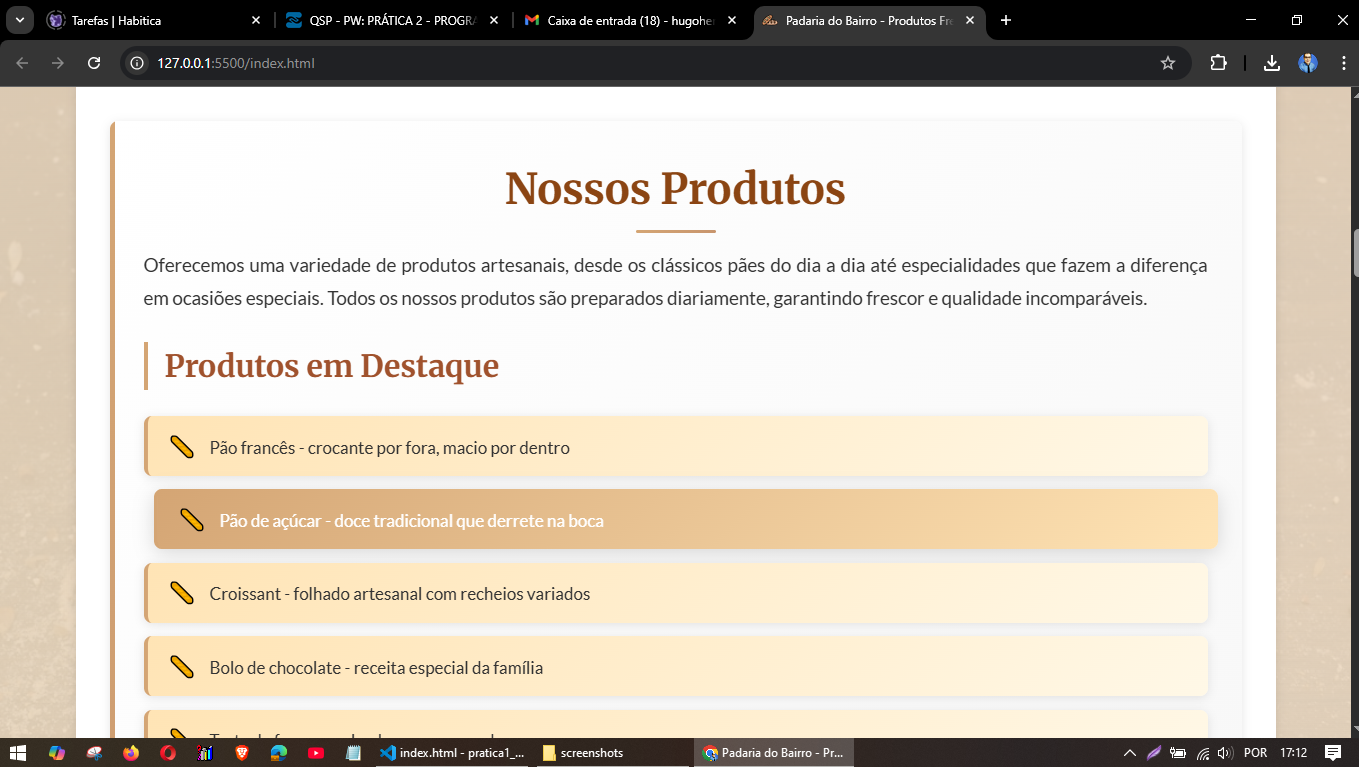 Tarefas | Habitica
QSP - PW: PRÁTICA 2 - PROGRA
Caixa de entrada (18) - hugoher
Padaria do Bairro - Produtos Fre
127.0.0.1:5500/index.html
Nossos Produtos
Oferecemos uma variedade de produtos artesanais, desde os clássicos pães do dia a dia até especialidades que fazem a diferença
em ocasiões especiais. Todos os nossos produtos são preparados diariamente, garantindo frescor e qualidade incomparáveis.
Produtos em Destaque
Pão francês - crocante por fora, macio por dentro
Pão de açúcar - doce tradicional que derrete na boca
Croissant - folhado artesanal com recheios variados
Bolo de chocolate - receita especial da família
index.html - pratica1_...
screenshots
Padaria do Bairro - Pr...
POR
17:12